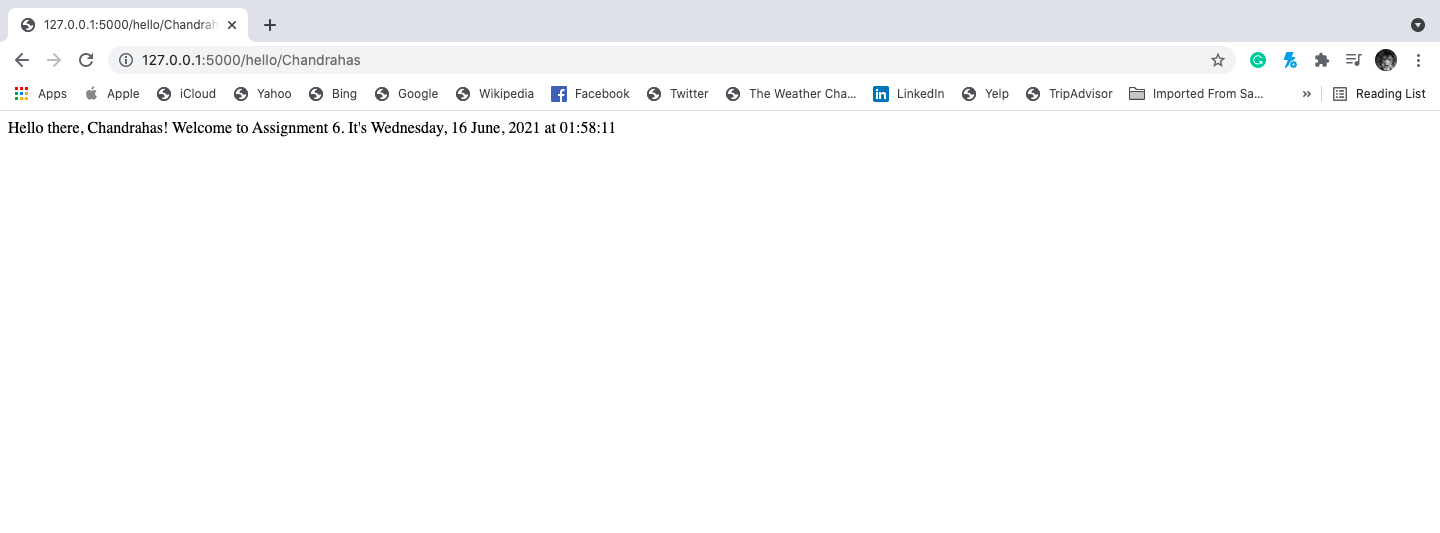 127.0.0.1:5000/hello/Chandrah
127.0.0.1:5000/hello/Chandrahas
Apps Apple iCloud Yahoo Bing Google Wikipedia Facebook Twitter The Weather Cha... LinkedIn Yelp TripAdvisor Imported From Sa... » Reading List
Hello there, Chandrahas! Welcome to Assignment 6. It's Wednesday, 16 June, 2021 at 01:58:11